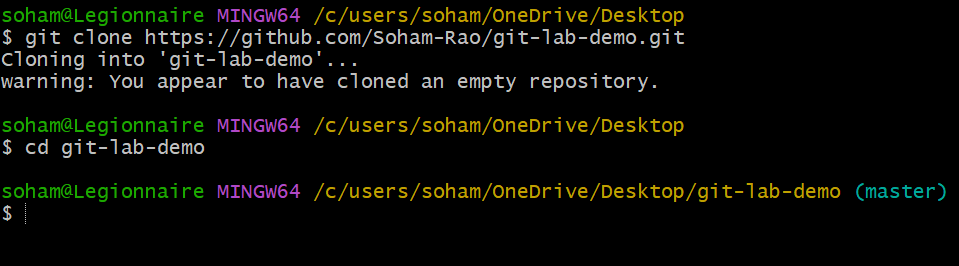 soham@Legionnaire MINGW64 /c/users/soham/OneDrive/Desktop
$ git clone https://github.com/Soham-Rao/git-lab-demo.git
Cloning into 'git-lab-demo'...
warning: You appear to have cloned an empty repository.
soham@Legionnaire MINGW64 /c/users/soham/OneDrive/Desktop
$ cd git-lab-demo
soham@Legionnaire MINGW64 /c/users/soham/OneDrive/Desktop/git-lab-demo (master)
$